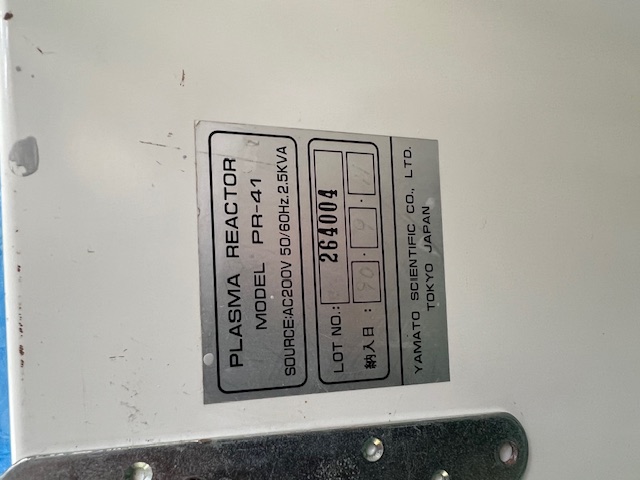 PLASMA REACTOR
MODEL PR-41
SOURCE:AC200V 50/60Hz.2.5KVA
LOT NO.: 264004
納入日:
YAMATO SCIENTIFIC CO., LTD.
TOKYO JAPAN